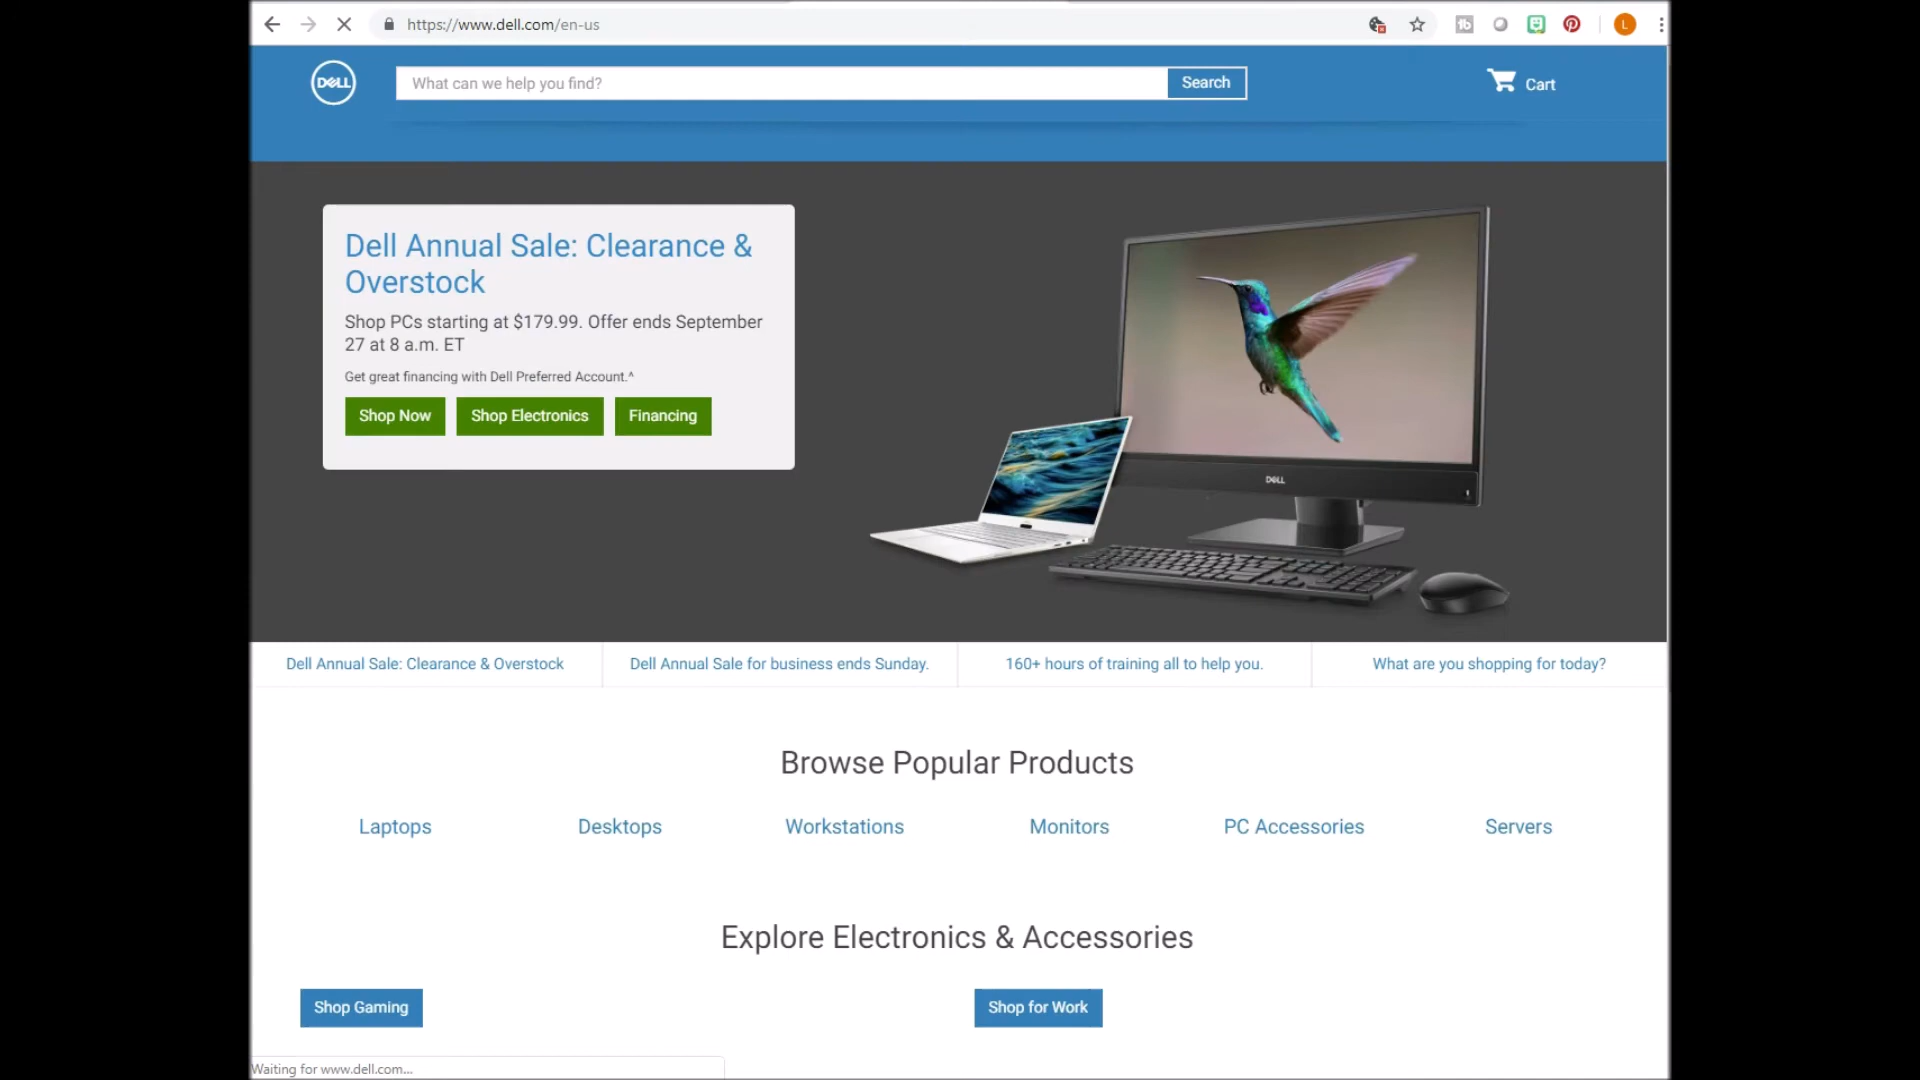 https://www.dell.com/en-us
DELL
What can we help you find?
Search
Cart
Dell Annual Sale: Clearance &
Overstock
Shop PCs starting at $179.99. Offer ends September
27 at 8 a.m. ET
Get great financing with Dell Preferred Account.^
Shop Now
Shop Electronics
Financing
DELL
Dell Annual Sale: Clearance & Overstock
Dell Annual Sale for business ends Sunday.
160+ hours of training all to help you.
What are you shopping for today?
Browse Popular Products
Laptops
Desktops
Workstations
Monitors
PC Accessories
Servers
Explore Electronics & Accessories
Shop Gaming
Shop for Work
Waiting for www.dell.com...